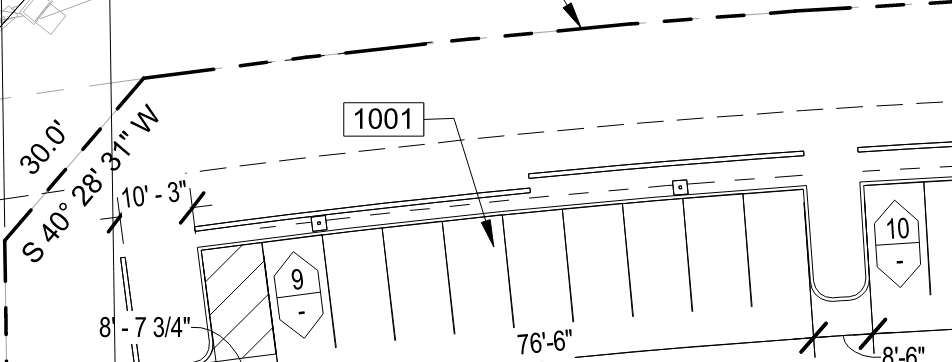 1001
30.0'
S 40° 28' 31" W
10' - 3"
10
-
9
-
8' - 7 3/4"
76'-6"
8'-6"